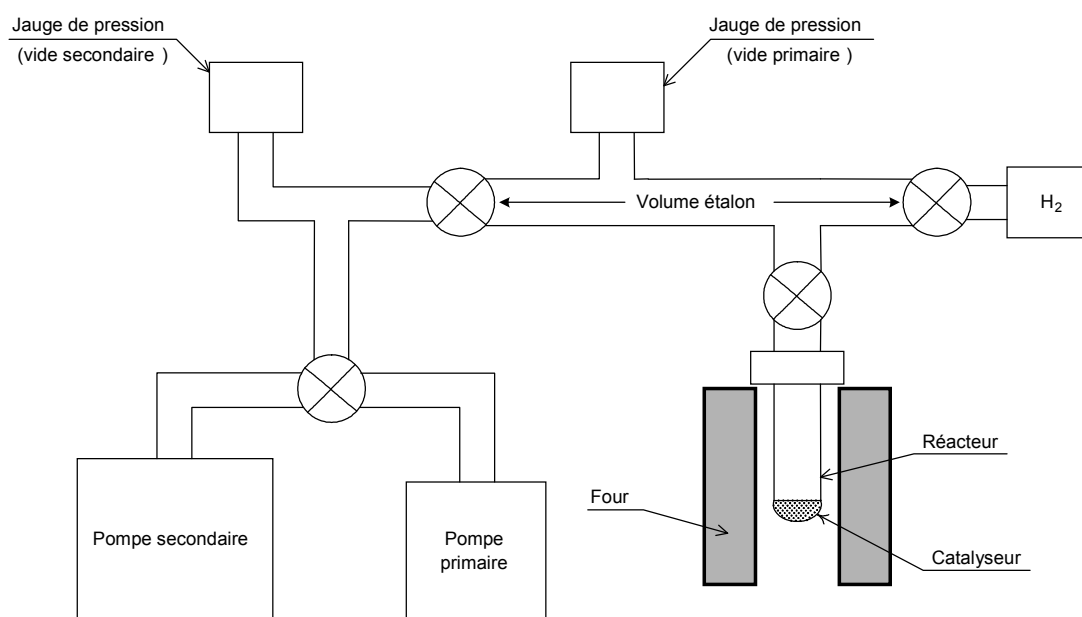 Jauge de pression
(vide secondaire )
Jauge de pression
(vide primaire )
Volume étalon
H2
Réacteur
Four
Pompe secondaire
Pompe
primaire
Catalyseur